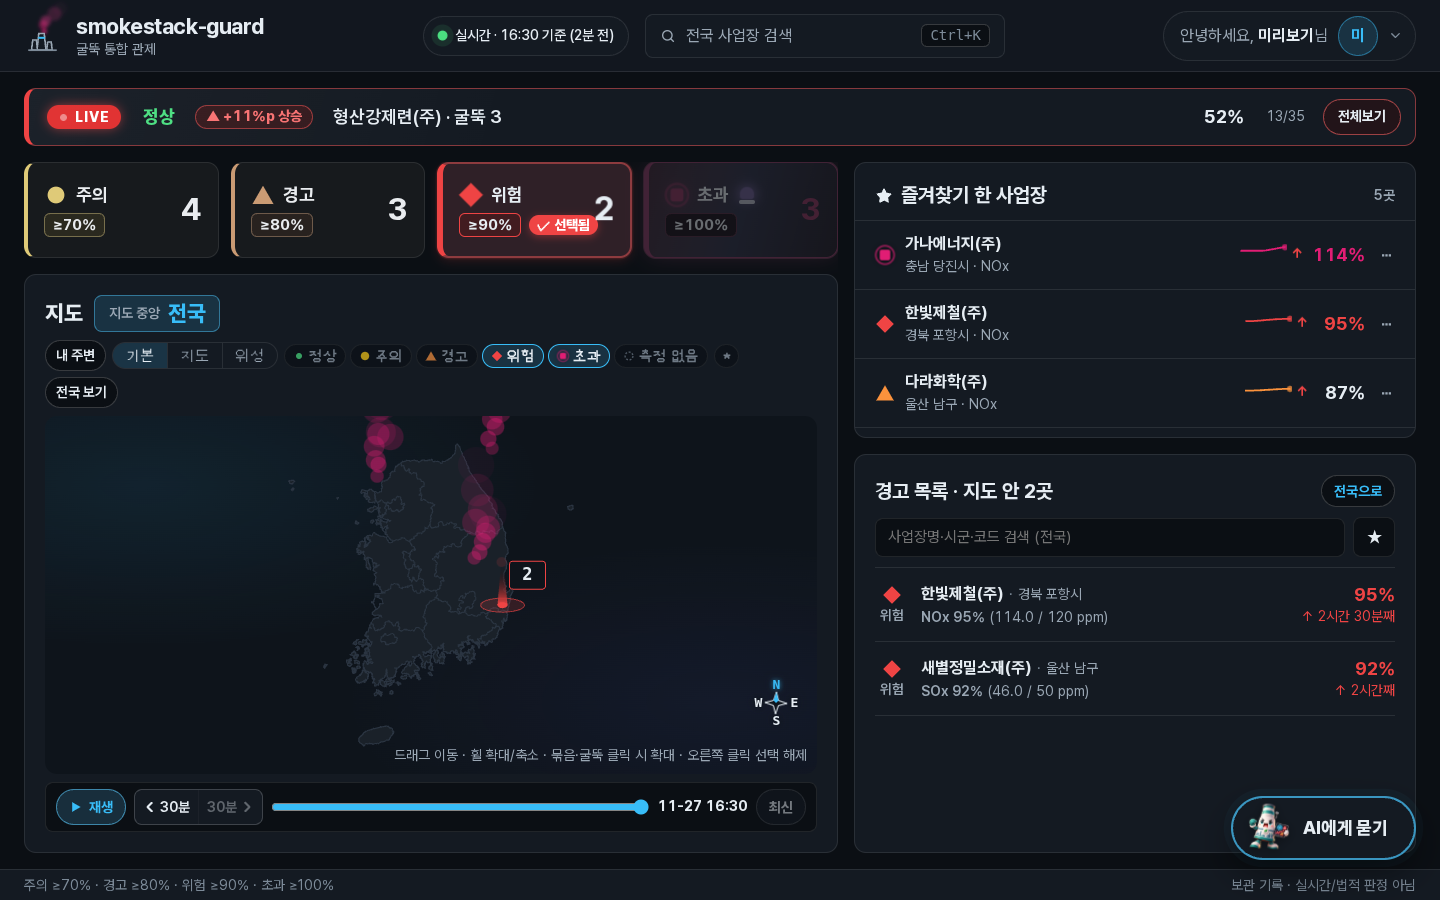 smokestack-guard
굴뚝 통합 관제
실시간 · 16:30 기준 (2분 전)
전국 사업장 검색
Ctrl+K
안녕하세요, 미리보기님
미
LIVE
정상
▲ +11%p 상승
형산강제련(주) · 굴뚝 3
52%
13/35
전체보기
주의
≥70%
4
경고
≥80%
3
위험
≥90%
✓ 선택됨
2
초과
≥100%
3
지도
지도 중앙 전국
내 주변
기본
지도
위성
정상
주의
경고
위험
초과
측정 없음
★
전국 보기
2
N
W
E
S
드래그 이동 · 휠 확대/축소 · 묶음·굴뚝 클릭 시 확대 · 오른쪽 클릭 선택 해제
▶ 재생
30분
30분
11-27 16:30
최신
★ 즐겨찾기 한 사업장
5곳
가나에너지(주)
충남 당진시 · NOx
↑ 114%
한빛제철(주)
경북 포항시 · NOx
↑ 95%
다라화학(주)
울산 남구 · NOx
↑ 87%
경고 목록 · 지도 안 2곳
전국으로
사업장명·시군·코드 검색 (전국)
★
위험
한빛제철(주) · 경북 포항시
NOx 95% (114.0 / 120 ppm)
95%
↑ 2시간 30분째
위험
새별정밀소재(주) · 울산 남구
SOx 92% (46.0 / 50 ppm)
92%
↑ 2시간째
AI에게 묻기
주의 ≥70% · 경고 ≥80% · 위험 ≥90% · 초과 ≥100%
보관 기록 · 실시간/법적 판정 아님